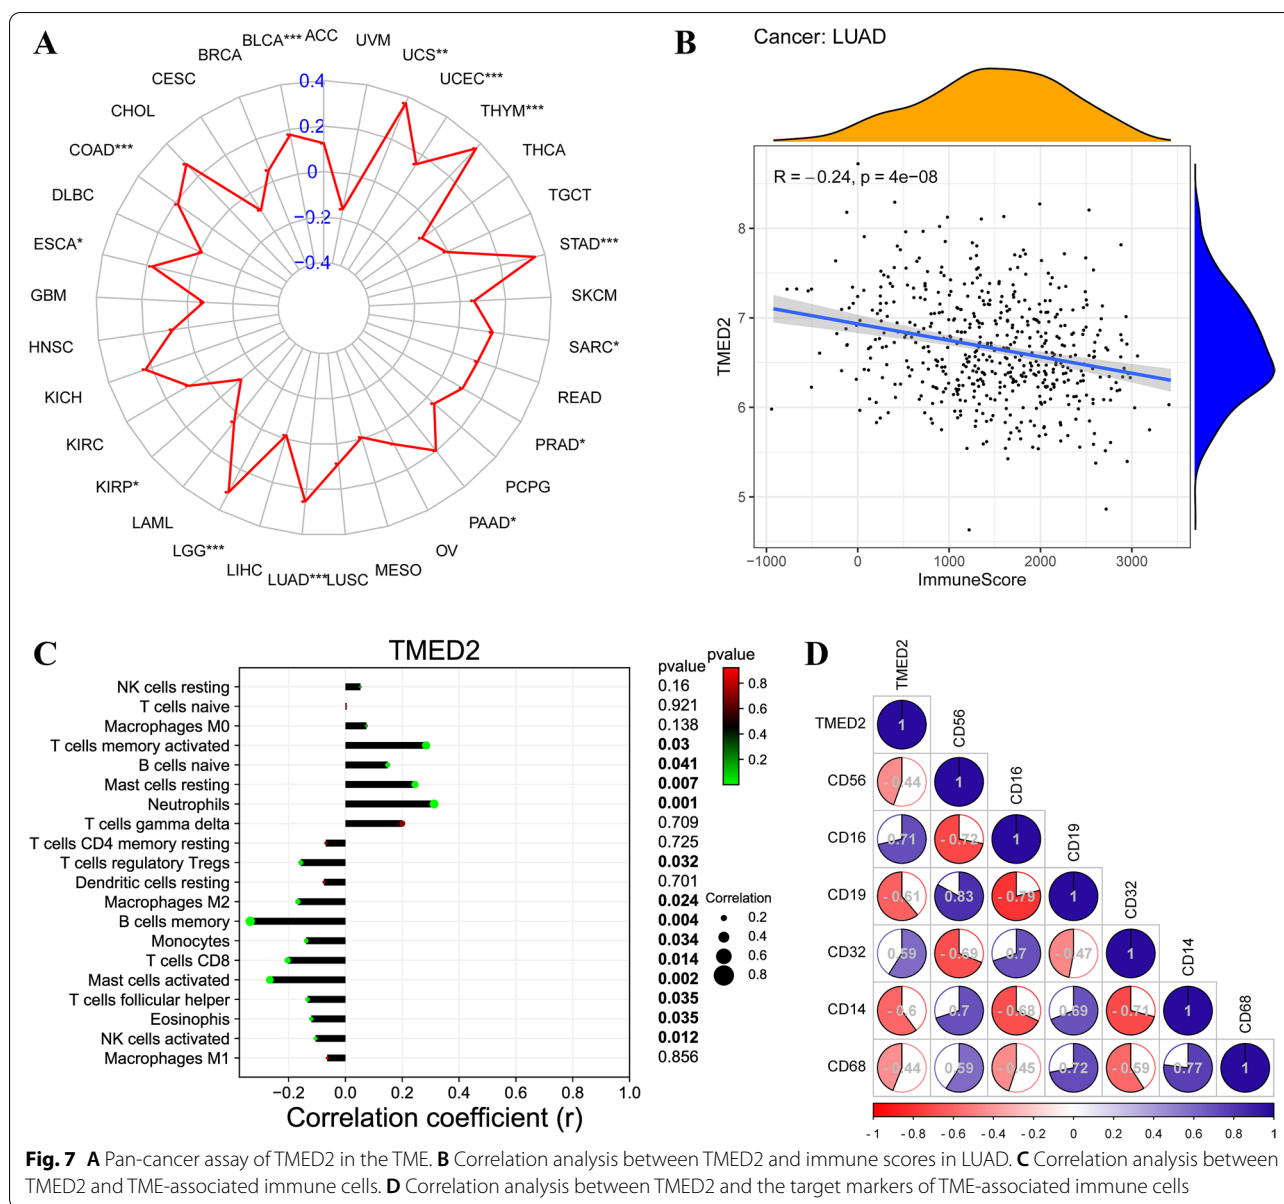 A
ACC
UVM
UCS**
UCEC***
THYM***
THCA
TGCT
STAD***
SKCM
SARC*
READ
PRAD*
PCPG
PAAD*
OV
MESO
LUSC
LUAD***
LIHC
LGG***
LAML
KIRP*
KIRC
KICH
HNSC
GBM
ESCA*
DLBC
COAD***
CHOL
CESC
BRCA
BLCA***
0.4
0.2
0
−0.2
−0.4
B
Cancer: LUAD
R = −0.24, p = 4e−08
TMED2
8
7
6
5
−1000 0 1000 2000 3000
ImmuneScore
C
TMED2
pvalue
NK cells resting 0.16
T cells naive 0.921
Macrophages M0 0.138
T cells memory activated 0.03
B cells naive 0.041
Mast cells resting 0.007
Neutrophils 0.001
T cells gamma delta 0.709
T cells CD4 memory resting 0.725
T cells regulatory Tregs 0.032
Dendritic cells resting 0.701
Macrophages M2 0.024
B cells memory 0.004
Monocytes 0.034
T cells CD8 0.014
Mast cells activated 0.002
T cells follicular helper 0.035
Eosinophis 0.035
NK cells activated 0.012
Macrophages M1 0.856
−0.2 0.0 0.2 0.4 0.6 0.8 1.0
Correlation coefficient (r)
pvalue
0.8
0.6
0.4
0.2
Correlation
0.2
0.4
0.6
0.8
D
TMED2
CD56
CD16
CD19
CD32
CD14
CD68
TMED2 1
CD56 -0.44 1
CD16 0.71 -0.72 1
CD19 -0.61 0.83 -0.79 1
CD32 0.59 -0.69 0.7 -0.47 1
CD14 -0.6 0.7 -0.68 0.69 -0.71 1
CD68 -0.44 0.59 -0.45 0.72 -0.59 0.77 1
-1 -0.8 -0.6 -0.4 -0.2 0 0.2 0.4 0.6 0.8 1
Fig. 7 A Pan-cancer assay of TMED2 in the TME. B Correlation analysis between TMED2 and immune scores in LUAD. C Correlation analysis between
TMED2 and TME-associated immune cells. D Correlation analysis between TMED2 and the target markers of TME-associated immune cells